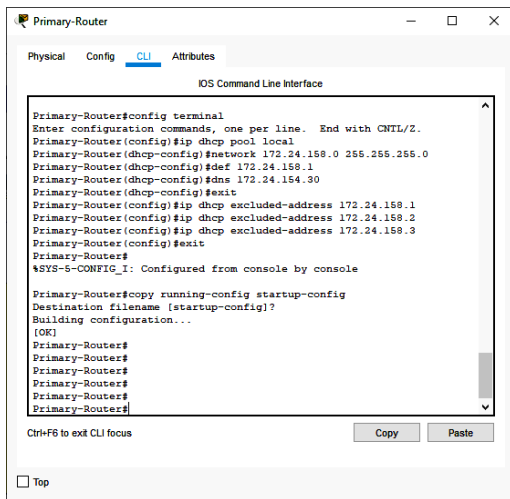 Primary-Router
Physical Config CLI Attributes
IOS Command Line Interface
Primary-Router#config terminal
Enter configuration commands, one per line. End with CNTL/Z.
Primary-Router(config)#ip dhcp pool local
Primary-Router(dhcp-config)#network 172.24.158.0 255.255.255.0
Primary-Router(dhcp-config)#def 172.24.158.1
Primary-Router(dhcp-config)#dns 172.24.154.30
Primary-Router(dhcp-config)#exit
Primary-Router(config)#ip dhcp excluded-address 172.24.158.1
Primary-Router(config)#ip dhcp excluded-address 172.24.158.2
Primary-Router(config)#ip dhcp excluded-address 172.24.158.3
Primary-Router(config)#exit
Primary-Router#
%SYS-5-CONFIG_I: Configured from console by console
Primary-Router#copy running-config startup-config
Destination filename [startup-config]?
Building configuration...
[OK]
Primary-Router#
Primary-Router#
Primary-Router#
Primary-Router#
Primary-Router#
Primary-Router#
Ctrl+F6 to exit CLI focus Copy Paste
Top